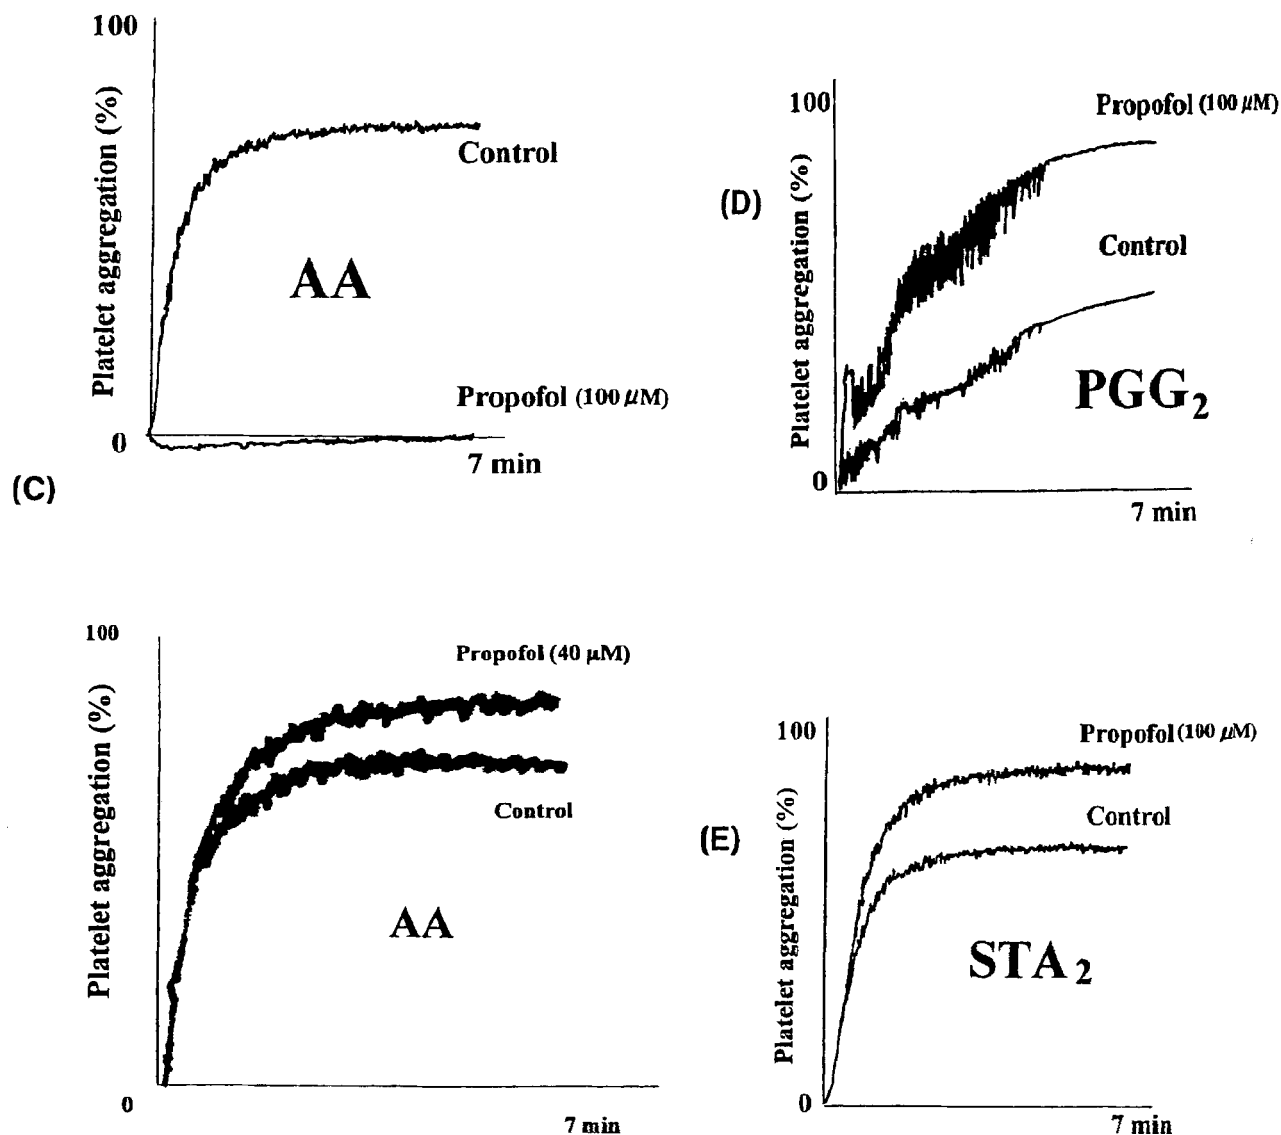 100
Platelet aggregation (%)
Control
AA
Propofol (100 μM)
0
7 min
(C)
100
Propofol (100 μM)
Platelet aggregation (%)
(D)
Control
PGG2
0
7 min
100
Propofol (40 μM)
Platelet aggregation (%)
Control
AA
0
7 min
100
Propofol (100 μM)
Platelet aggregation (%)
Control
(E)
STA2
0
7 min